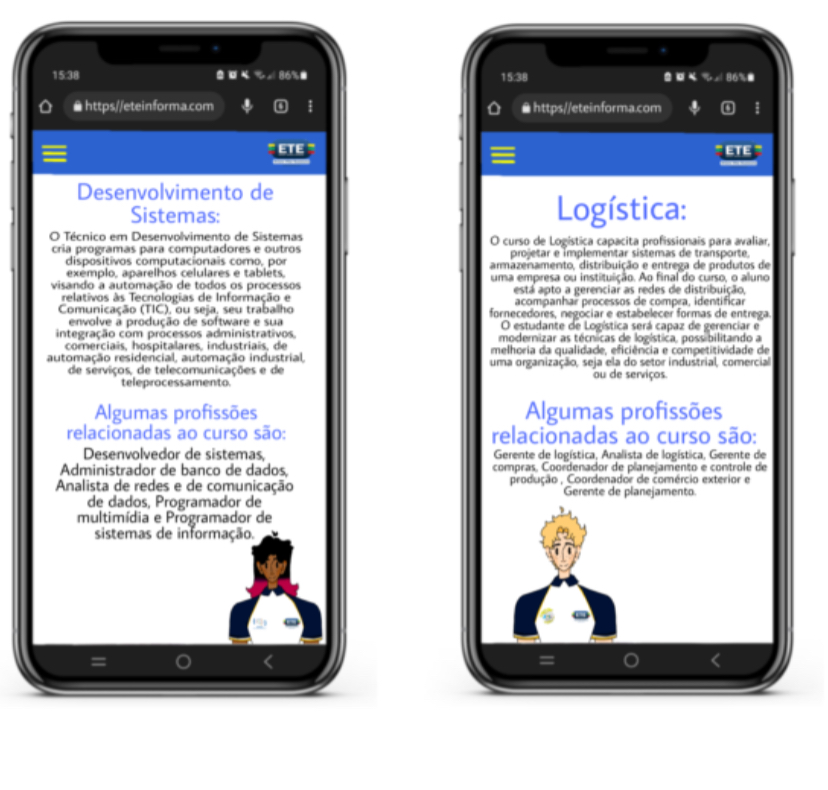 15:38
86%
https//eteinforma.com
6
ETE
Desenvolvimento de
Sistemas:
O Técnico em Desenvolvimento de Sistemas
cria programas para computadores e outros
dispositivos computacionais como, por
exemplo, aparelhos celulares e tablets,
visando a automação de todos os processos
relativos às Tecnologias de Informação e
Comunicação (TIC), ou seja, seu trabalho
envolve a produção de software e sua
integração com processos administrativos,
comerciais, hospitalares, industriais, de
automação residencial, automação industrial,
de serviços, de telecomunicações e de
teleprocessamento.
Algumas profissões
relacionadas ao curso são:
Desenvolvedor de sistemas,
Administrador de banco de dados,
Analista de redes e de comunicação
de dados, Programador de
multimídia e Programador de
sistemas de informação.
ETE
15:38
86%
https//eteinforma.com
6
ETE
Logística:
O curso de Logística capacita profissionais para avaliar,
projetar e implementar sistemas de transporte,
armazenamento, distribuição e entrega de produtos de
uma empresa ou instituição. Ao final do curso, o aluno
está apto a gerenciar as redes de distribuição,
acompanhar processos de compra, identificar
fornecedores, negociar e estabelecer formas de entrega.
O estudante de Logística será capaz de gerenciar e
modernizar as técnicas de logística, possibilitando a
melhoria da qualidade, eficiência e competitividade de
uma organização, seja ela do setor industrial, comercial
ou de serviços.
Algumas profissões
relacionadas ao curso são:
Gerente de logística, Analista de logística, Gerente de
compras, Coordenador de planejamento e controle de
produção , Coordenador de comércio exterior e
Gerente de planejamento.
ETE